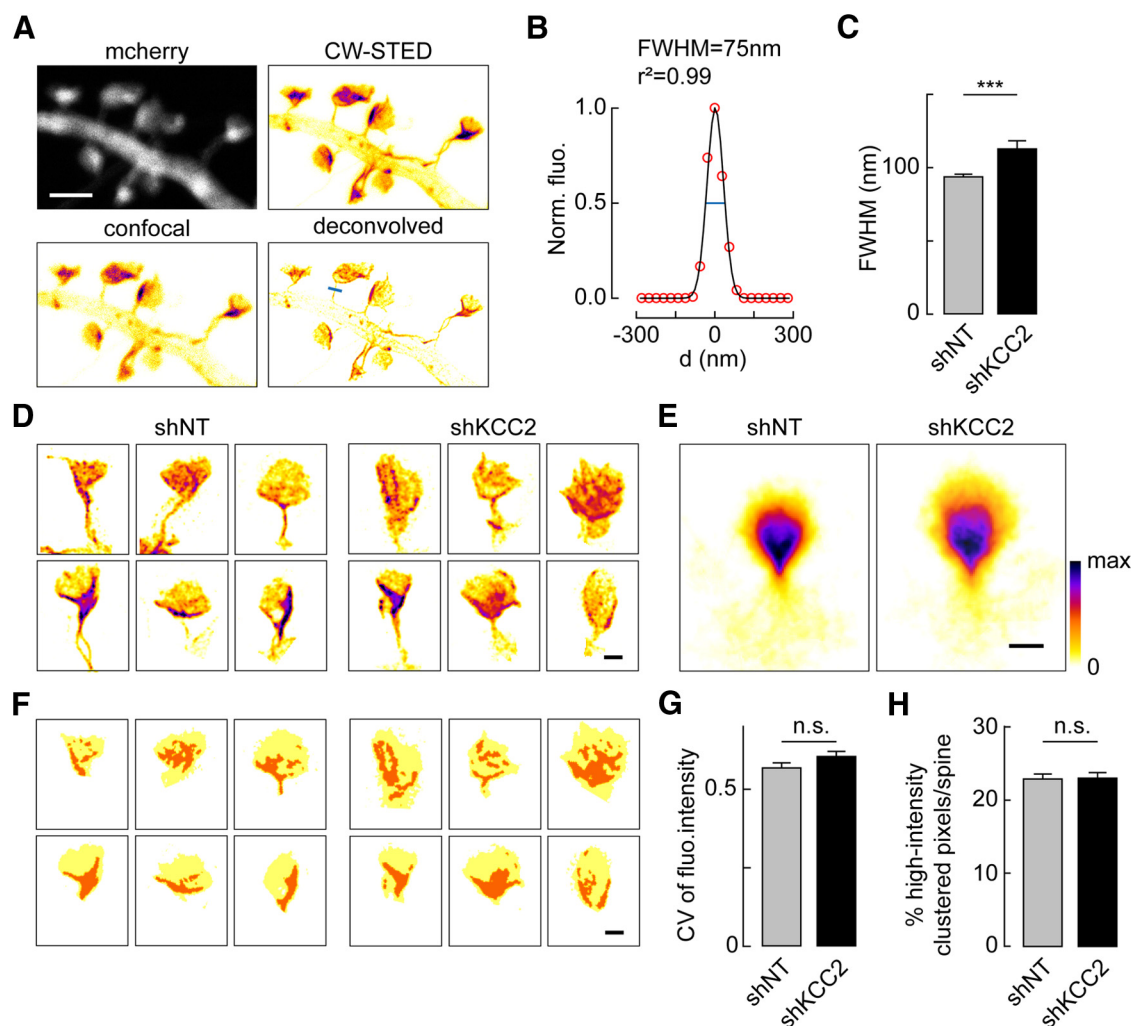 A
mcherry
CW-STED
confocal
deconvolved
B
FWHM=75nm
r²=0.99
Norm. fluo.
1.0
0.5
0.0
-300
0
300
d (nm)
C
***
FWHM (nm)
100
0
shNT
shKCC2
D
shNT
shKCC2
E
shNT
shKCC2
max
0
F
G
n.s.
CV of fluo.intensity
0.5
0
shNT
shKCC2
H
n.s.
% high-intensity
clustered pixels/spine
30
20
10
0
shNT
shKCC2